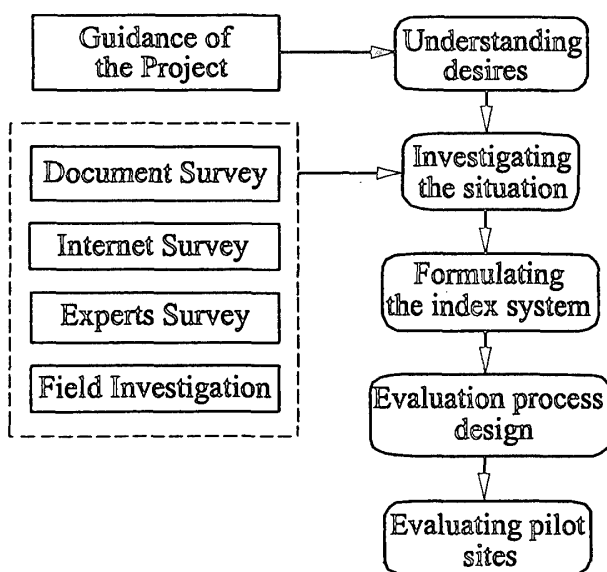 Guidance of
the Project
Understanding
desires
Document Survey
Internet Survey
Experts Survey
Field Investigation
Investigating
the situation
Formulating
the index system
Evaluation process
design
Evaluating pilot
sites